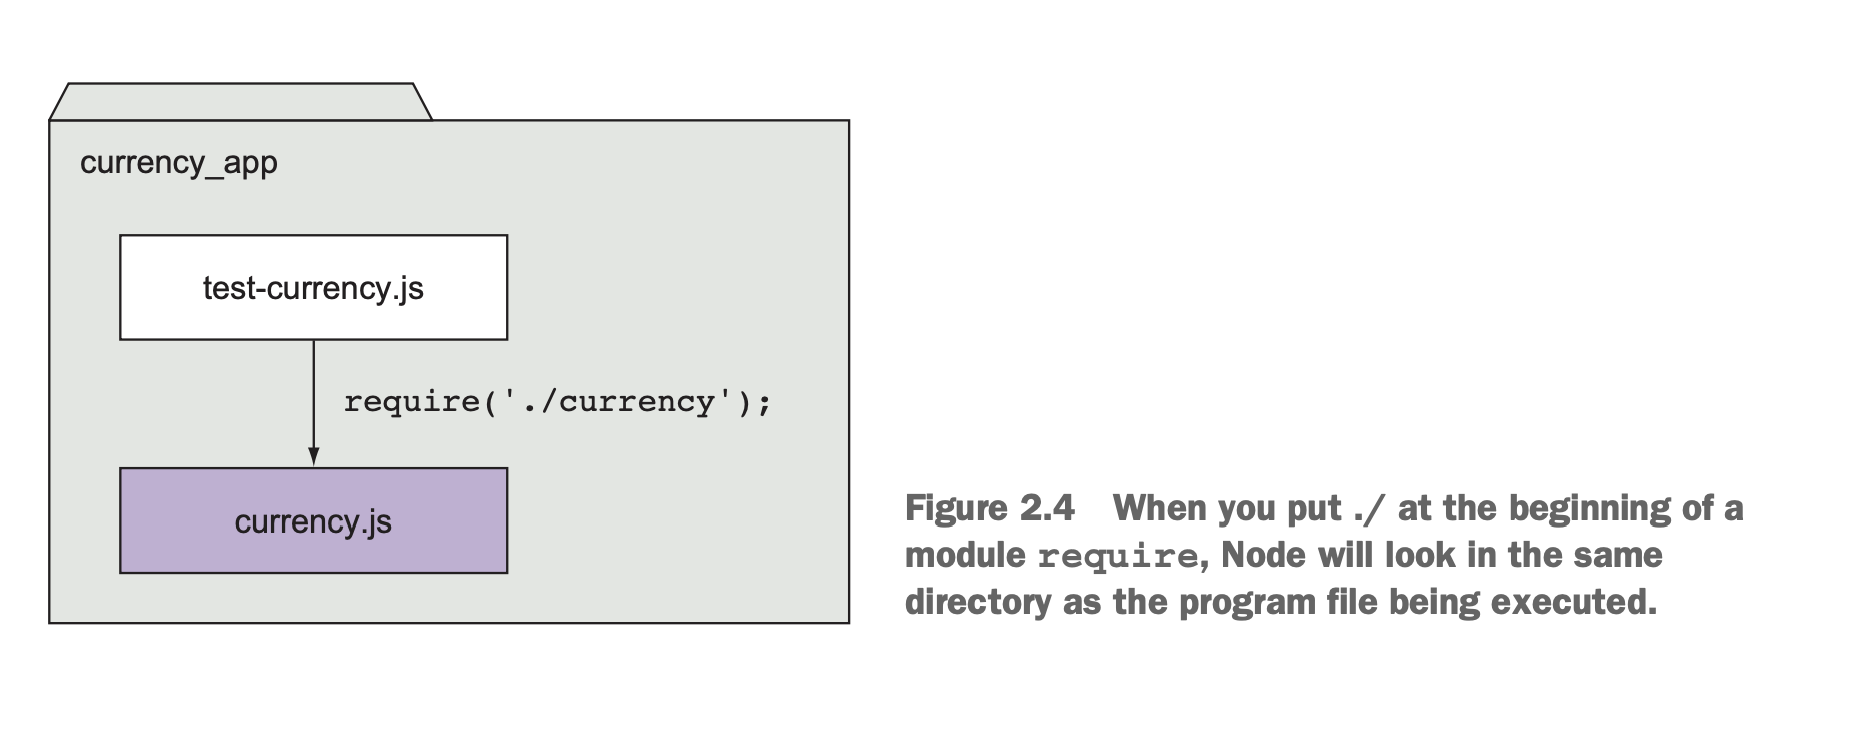 currency_app
test-currency.js
require('./currency');
currency.js
Figure 2.4 When you put ./ at the beginning of a
module require, Node will look in the same
directory as the program file being executed.